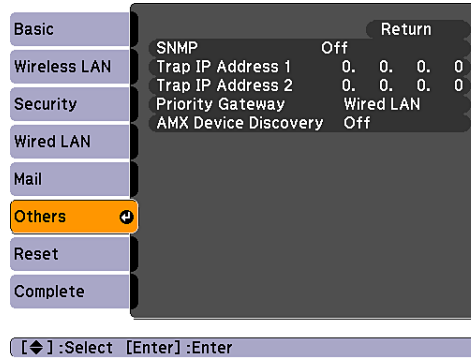 Basic
Wireless LAN
Security
Wired LAN
Mail
Others
Reset
Complete
Return
SNMP Off
Trap IP Address 1 0. 0. 0. 0
Trap IP Address 2 0. 0. 0. 0
Priority Gateway Wired LAN
AMX Device Discovery Off
[◆] :Select [Enter] :Enter